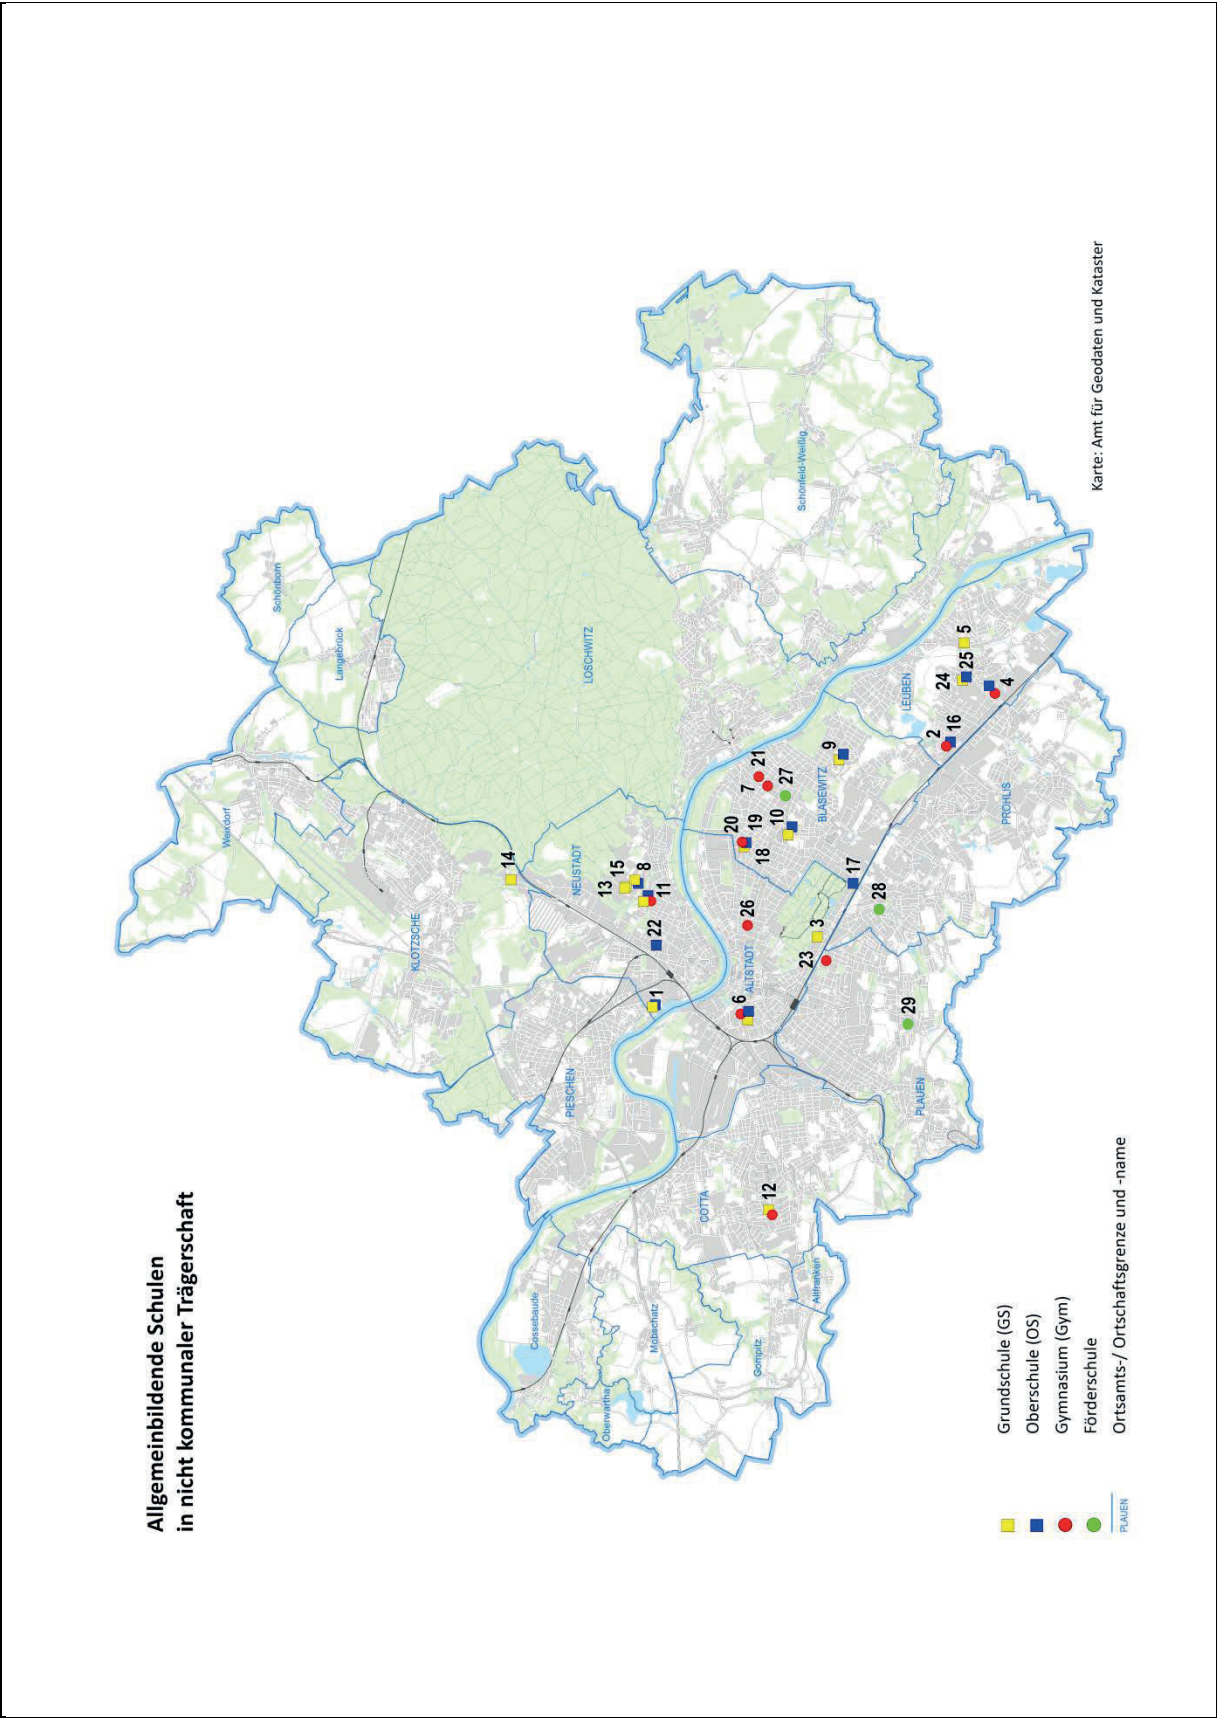 Allgemeinbildende Schulen
in nicht kommunaler Trägerschaft
Weixdorf
Schönborn
Langebrück
KLOTZSCHE
14
LOSCHWITZ
NEUSTADT
PIESCHEN
13
15
8
11
22
1
Schönfeld-Weißig
Cossebaude
Oberwartha
Mobschatz
Gompitz
Altfranken
COTTA
12
6
ALTSTADT
26
20
19
18
7
21
27
10
BLASEWITZ
9
3
23
17
28
29
PLAUEN
LEUBEN
2
16
24
25
5
4
PROHLIS
Grundschule (GS)
Oberschule (OS)
Gymnasium (Gym)
Förderschule
PLAUEN
Ortsamts-/ Ortschaftsgrenze und -name
Karte: Amt für Geodaten und Kataster